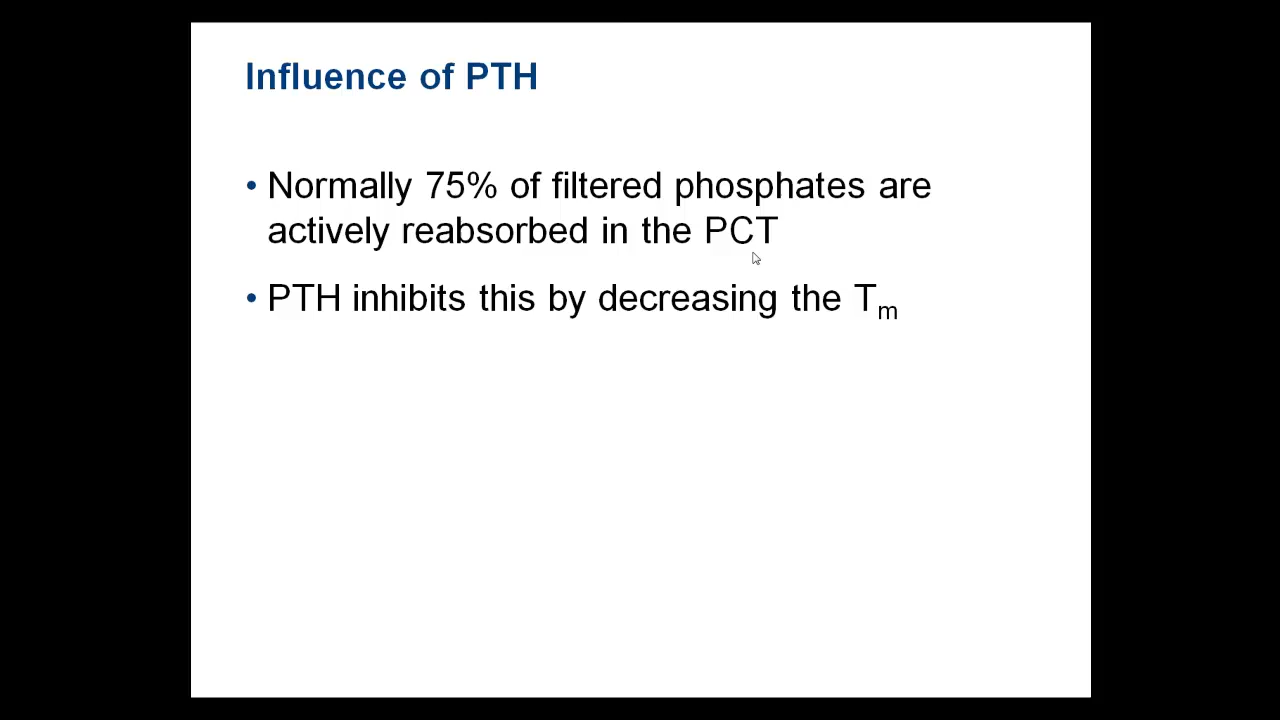 Influence of PTH
• Normally 75% of filtered phosphates are
actively reabsorbed in the PCT
• PTH inhibits this by decreasing the Tm